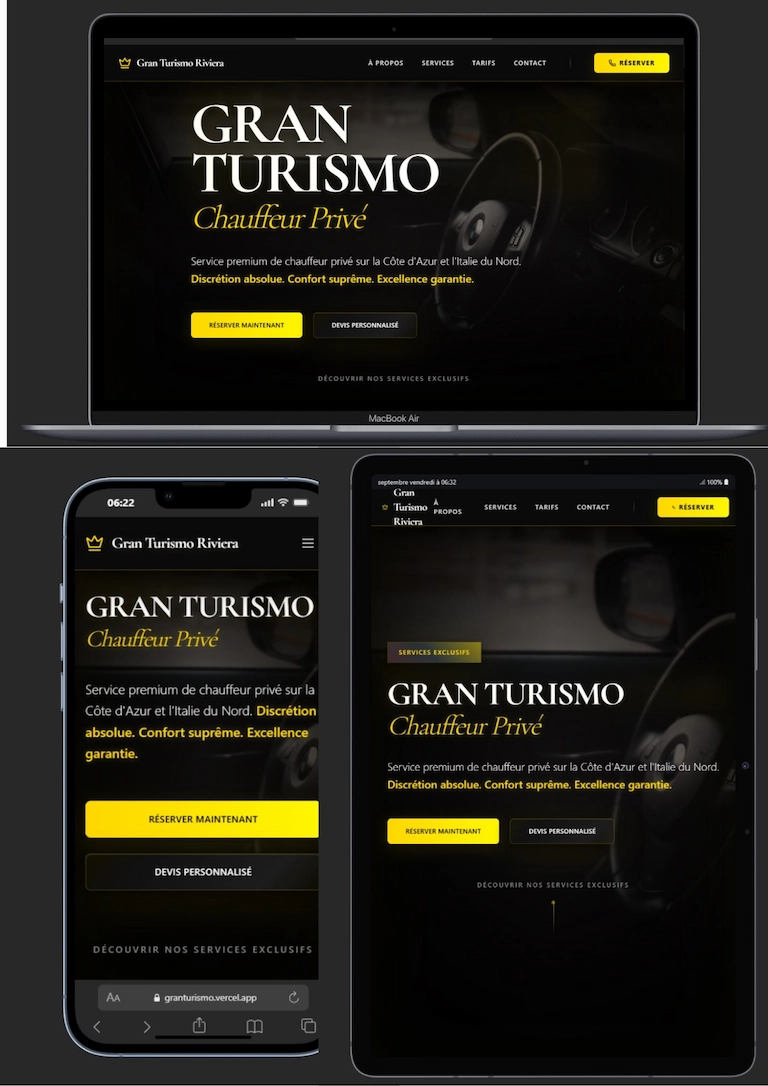 Gran Turismo Riviera
À PROPOS SERVICES TARIFS CONTACT RÉSERVER
GRAN
TURISMO
Chauffeur Privé
Service premium de chauffeur privé sur la Côte d'Azur et l'Italie du Nord.
Discrétion absolue. Confort suprême. Excellence garantie.
RÉSERVER MAINTENANT DEVIS PERSONNALISÉ
DÉCOUVRIR NOS SERVICES EXCLUSIFS
MacBook Air
06:22
Gran Turismo Riviera
GRAN TURISMO
Chauffeur Privé
Service premium de chauffeur privé sur la
Côte d'Azur et l'Italie du Nord. Discrétion
absolue. Confort suprême. Excellence
garantie.
RÉSERVER MAINTENANT
DEVIS PERSONNALISÉ
DÉCOUVRIR NOS SERVICES EXCLUSIFS
AA granturismo.vercel.app
septembre vendredi à 06:32 100%
Gran
Turismo
Riviera
À
PROPOS
SERVICES TARIFS CONTACT RÉSERVER
SERVICES EXCLUSIFS
GRAN TURISMO
Chauffeur Privé
Service premium de chauffeur privé sur la Côte d'Azur et l'Italie du Nord.
Discrétion absolue. Confort suprême. Excellence garantie.
RÉSERVER MAINTENANT DEVIS PERSONNALISÉ
DÉCOUVRIR NOS SERVICES EXCLUSIFS